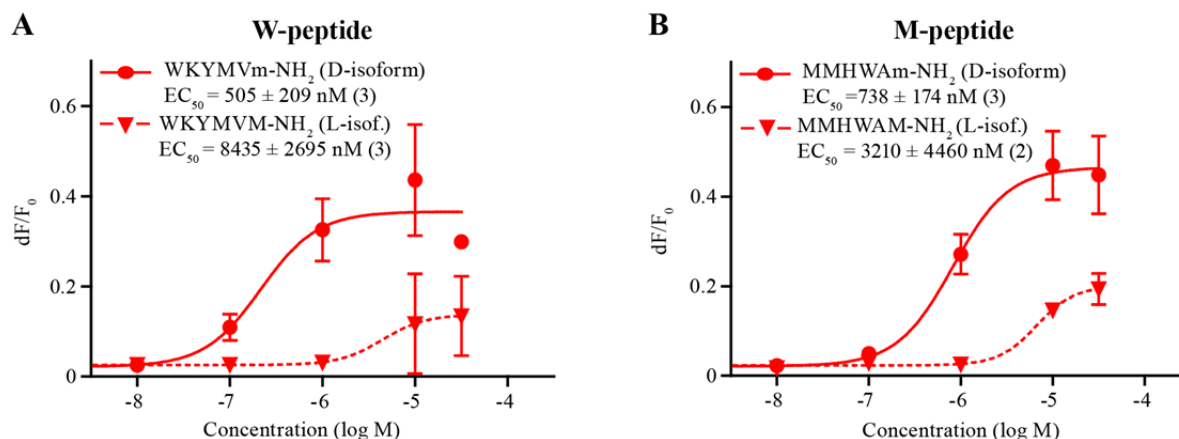 A
W-peptide
WKYMVm-NH₂ (D-isoform)
EC₅₀ = 505 ± 209 nM (3)
WKYMVM-NH₂ (L-isof.)
EC₅₀ = 8435 ± 2695 nM (3)
0.6
0.4
0.2
0
dF/F₀
-8
-7
-6
-5
-4
Concentration (log M)
B
M-peptide
MMHWAm-NH₂ (D-isoform)
EC₅₀ =738 ± 174 nM (3)
MMHWAM-NH₂ (L-isof.)
EC₅₀ = 3210 ± 4460 nM (2)
0.6
0.4
0.2
0
dF/F₀
-8
-7
-6
-5
-4
Concentration (log M)